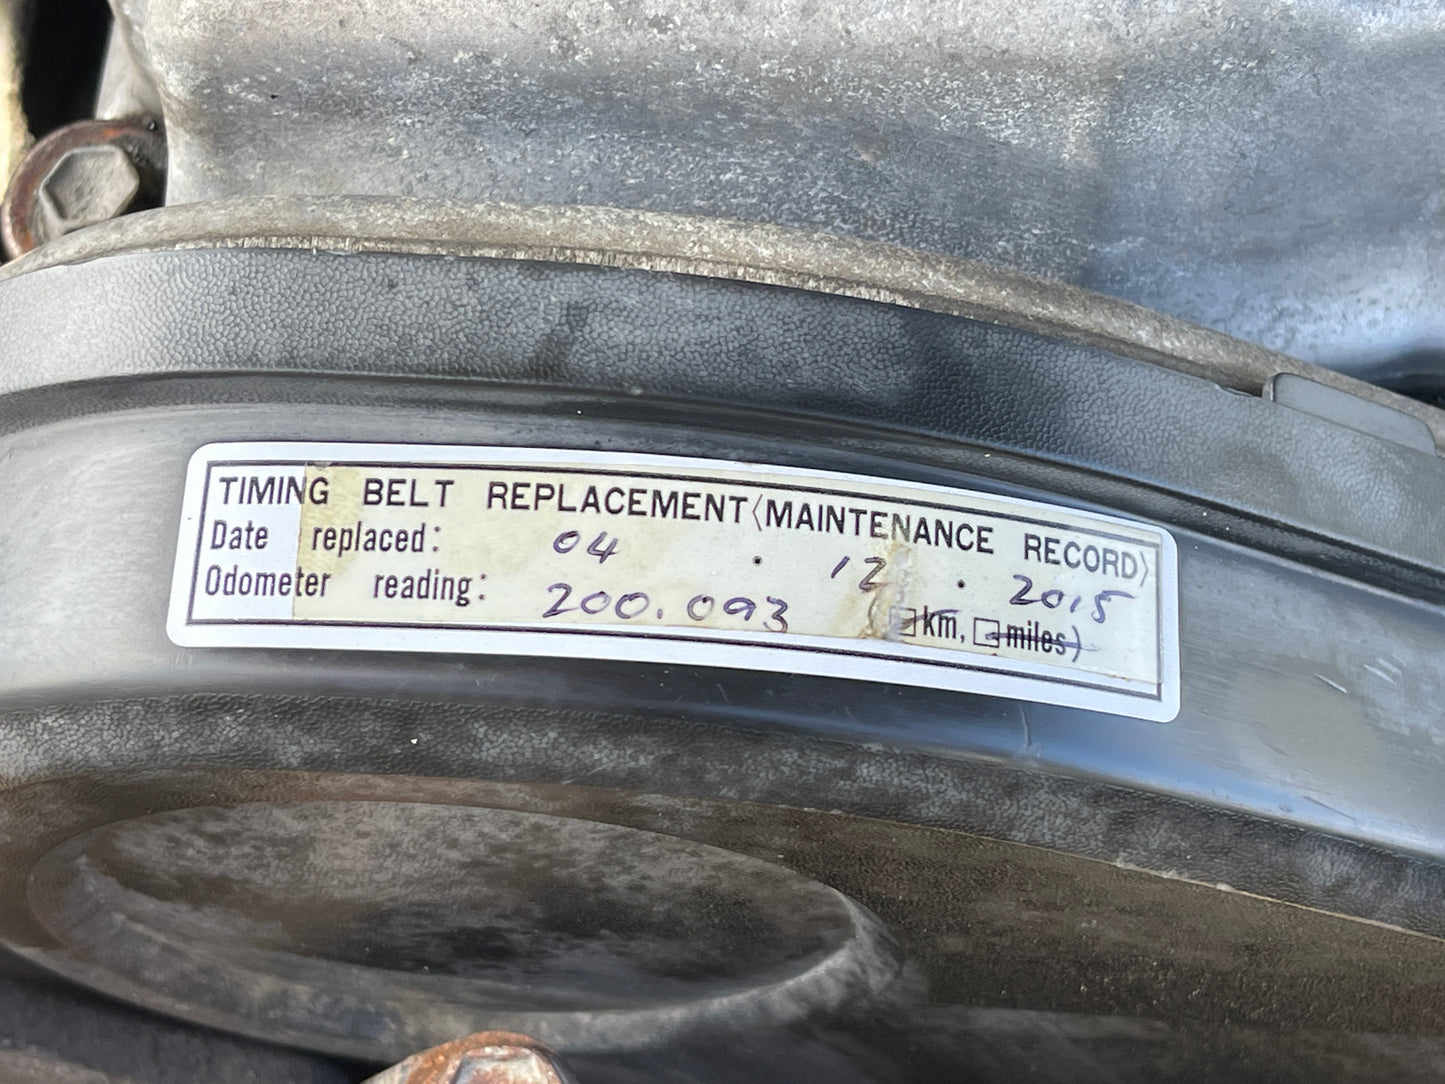 TIMING BELT REPLACEMENT (MAINTENANCE RECORD)
Date replaced: 04 . 12 . 2015
Odometer reading: 200.093 (□km, □miles)